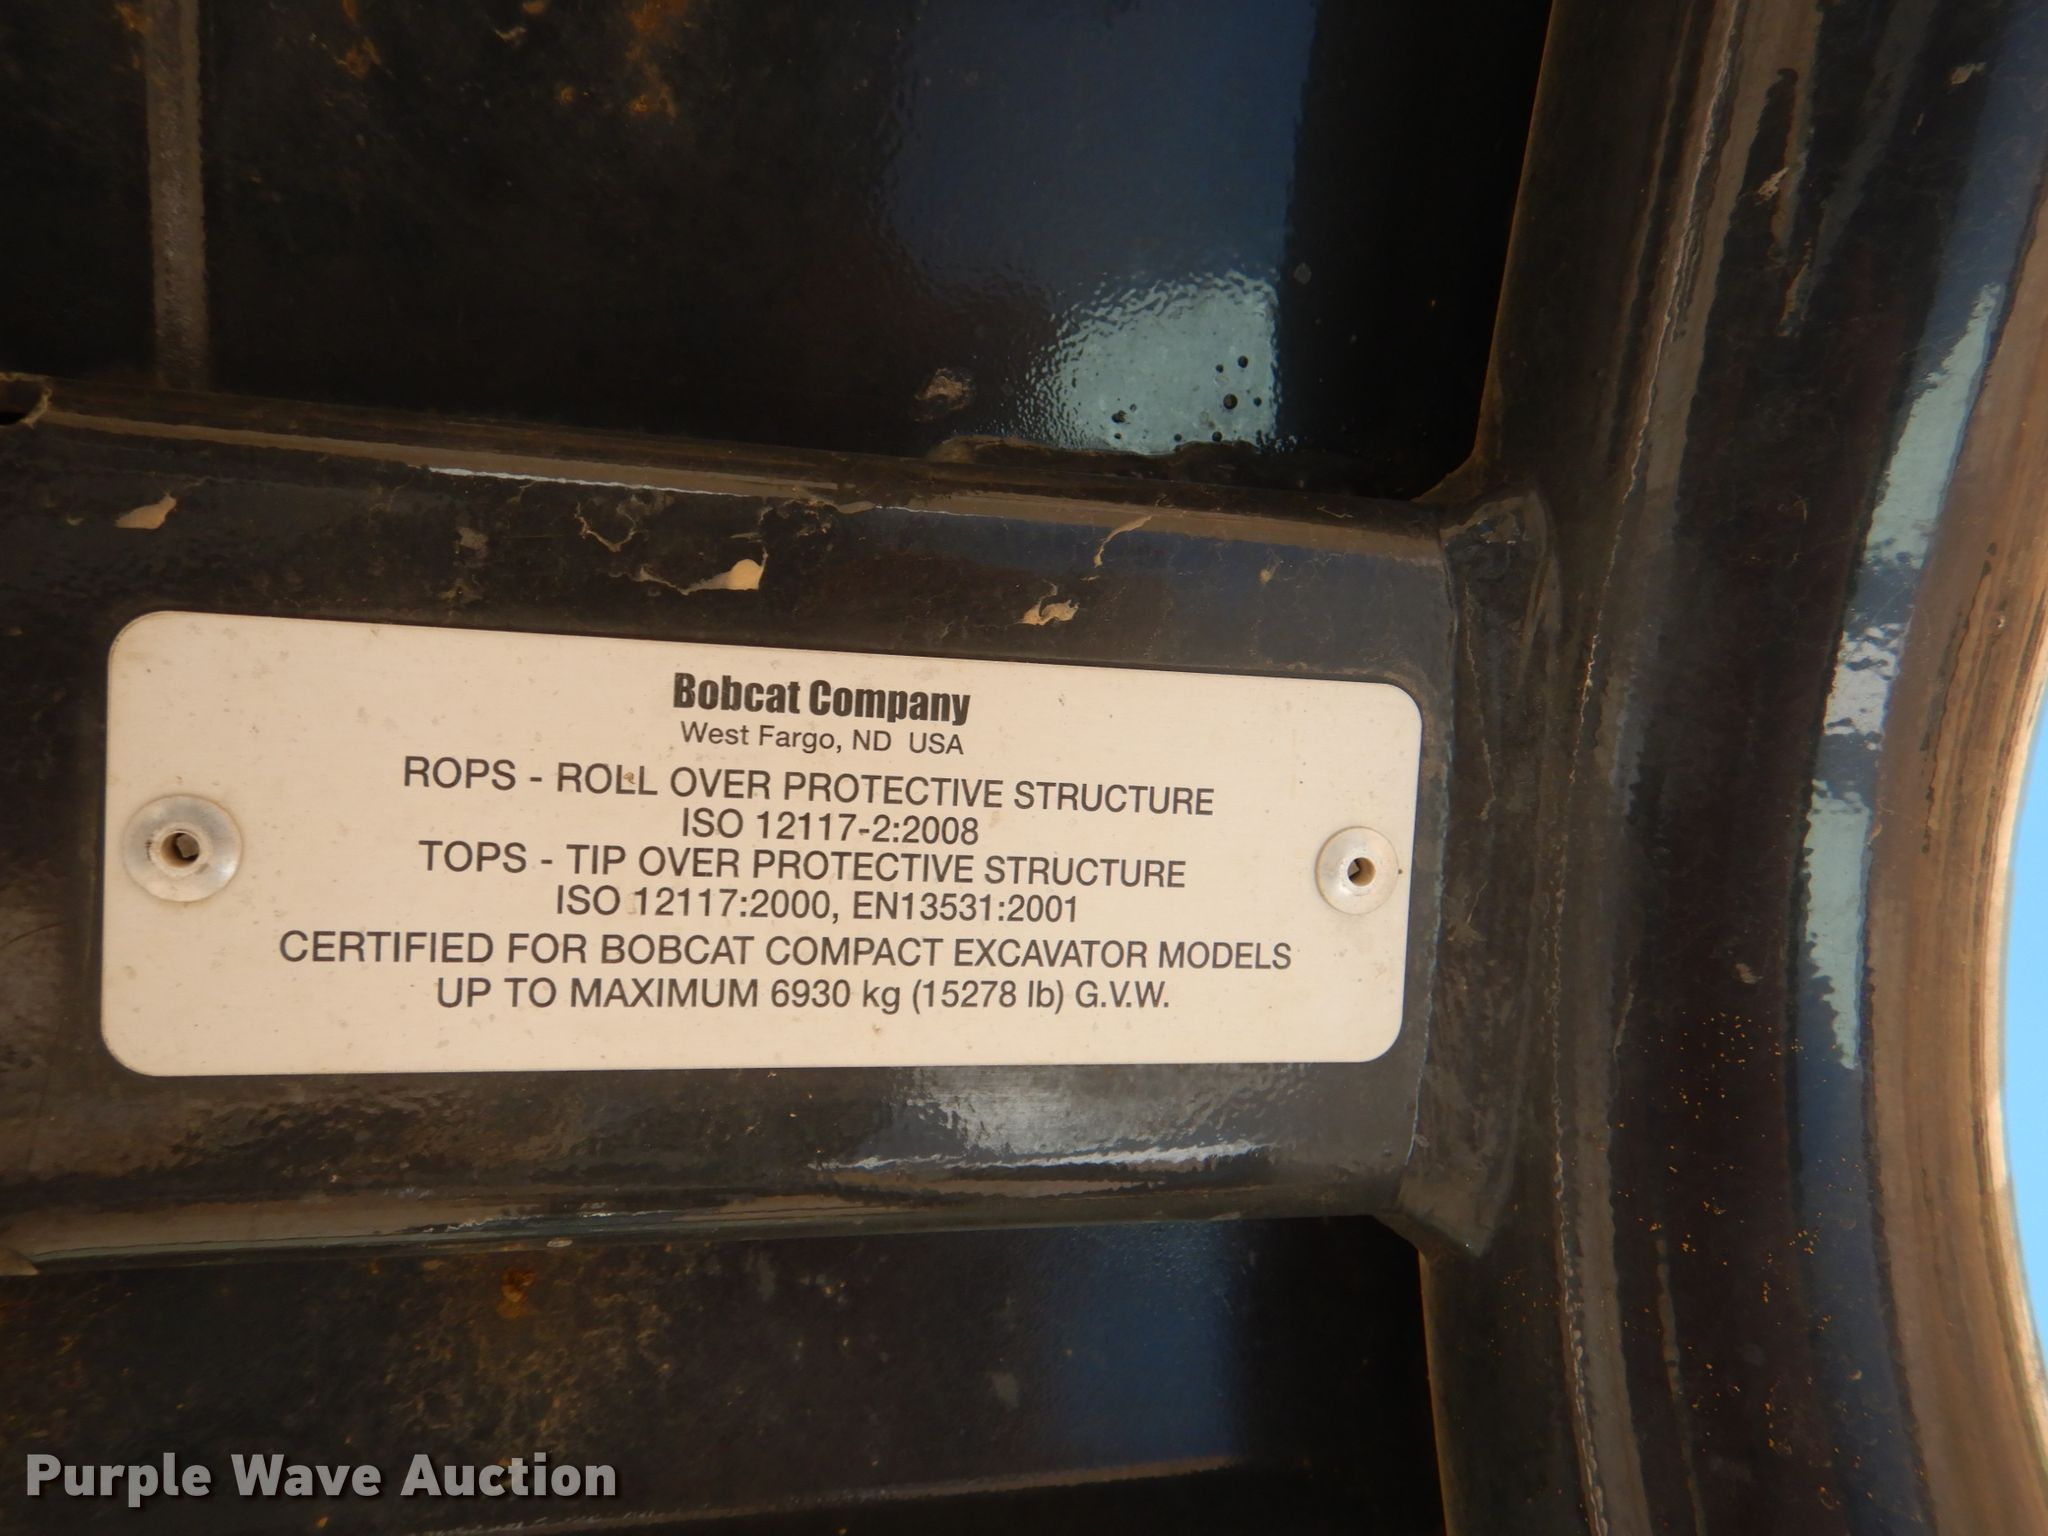 Bobcat Company
West Fargo, ND USA
ROPS - ROLL OVER PROTECTIVE STRUCTURE
ISO 12117-2:2008
TOPS - TIP OVER PROTECTIVE STRUCTURE
ISO 12117:2000, EN13531:2001
CERTIFIED FOR BOBCAT COMPACT EXCAVATOR MODELS
UP TO MAXIMUM 6930 kg (15278 lb) G.V.W.
Purple Wave Auction